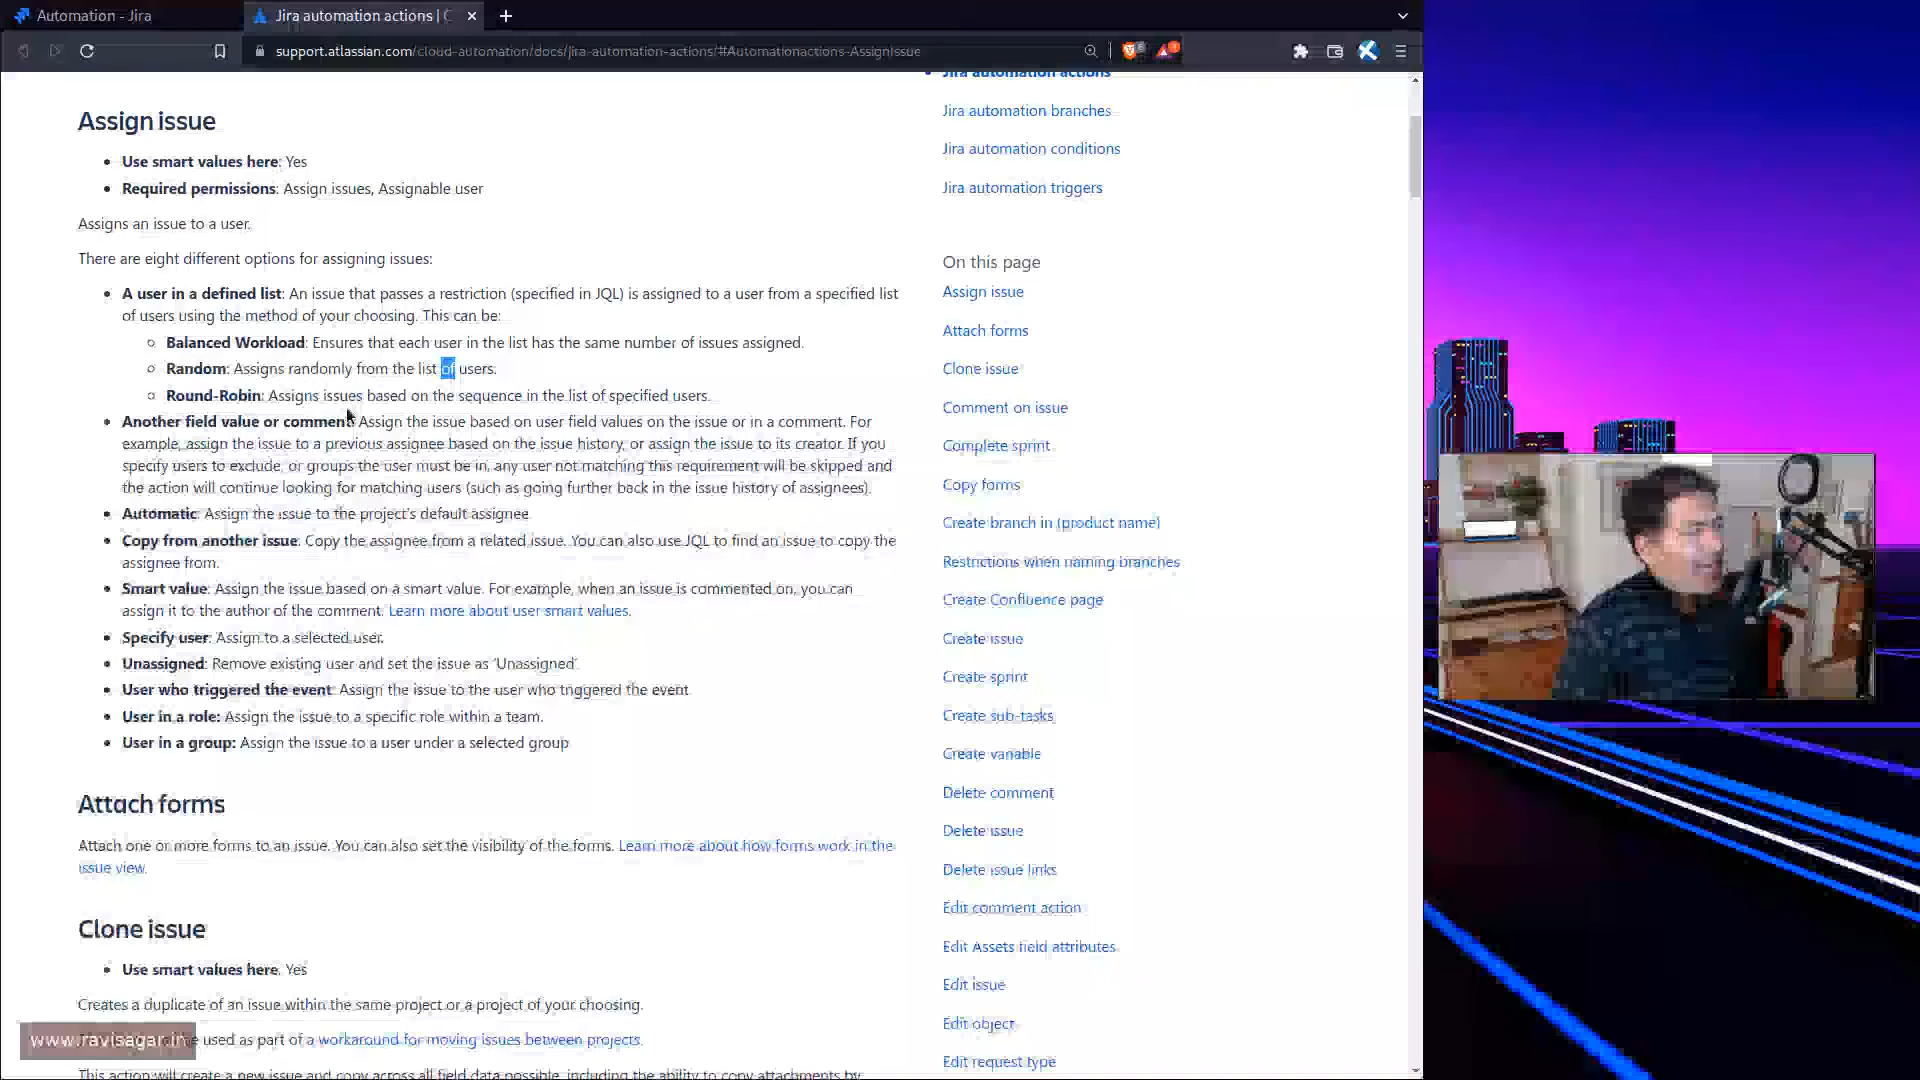 Automation - Jira
Jira automation actions | C
support.atlassian.com/cloud-automation/docs/jira-automation-actions/#Automationactions-AssignIssue
Assign issue
Use smart values here: Yes
Required permissions: Assign issues, Assignable user
Assigns an issue to a user.
There are eight different options for assigning issues:
A user in a defined list: An issue that passes a restriction (specified in JQL) is assigned to a user from a specified list
of users using the method of your choosing. This can be:
Balanced Workload: Ensures that each user in the list has the same number of issues assigned.
Random: Assigns randomly from the list of users.
Round-Robin: Assigns issues based on the sequence in the list of specified users.
Another field value or comment: Assign the issue based on user field values on the issue or in a comment. For
example, assign the issue to a previous assignee based on the issue history, or assign the issue to its creator. If you
specify users to exclude, or groups the user must be in, any user not matching this requirement will be skipped and
the action will continue looking for matching users (such as going further back in the issue history of assignees).
Automatic: Assign the issue to the project's default assignee.
Copy from another issue: Copy the assignee from a related issue. You can also use JQL to find an issue to copy the
assignee from.
Smart value: Assign the issue based on a smart value. For example, when an issue is commented on, you can
assign it to the author of the comment. Learn more about user smart values.
Specify user: Assign to a selected user.
Unassigned: Remove existing user and set the issue as 'Unassigned'.
User who triggered the event: Assign the issue to the user who triggered the event.
User in a role: Assign the issue to a specific role within a team.
User in a group: Assign the issue to a user under a selected group
Attach forms
Attach one or more forms to an issue. You can also set the visibility of the forms. Learn more about how forms work in the
issue view.
Clone issue
Use smart values here: Yes
Creates a duplicate of an issue within the same project or a project of your choosing.
used as part of a workaround for moving issues between projects.
This action will create a new issue and copy across all field data possible, including the ability to copy attachments by
Jira automation actions
Jira automation branches
Jira automation conditions
Jira automation triggers
On this page
Assign issue
Attach forms
Clone issue
Comment on issue
Complete sprint
Copy forms
Create branch in (product name)
Restrictions when naming branches
Create Confluence page
Create issue
Create sprint
Create sub-tasks
Create variable
Delete comment
Delete issue
Delete issue links
Edit comment action
Edit Assets field attributes
Edit issue
Edit object
Edit request type
www.ravisagar.in